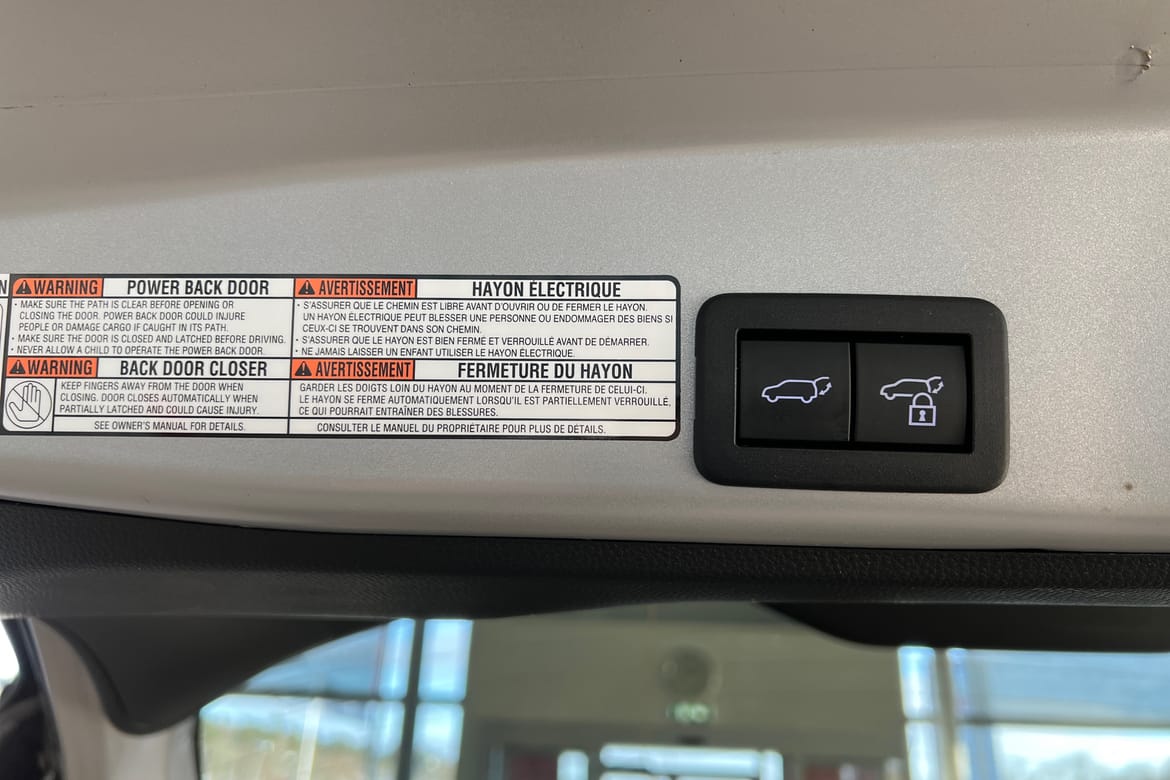 WARNING POWER BACK DOOR
• MAKE SURE THE PATH IS CLEAR BEFORE OPENING OR
CLOSING THE DOOR. POWER BACK DOOR COULD INJURE
PEOPLE OR DAMAGE CARGO IF CAUGHT IN ITS PATH.
• MAKE SURE THE DOOR IS CLOSED AND LATCHED BEFORE DRIVING.
• NEVER ALLOW A CHILD TO OPERATE THE POWER BACK DOOR.
WARNING BACK DOOR CLOSER
KEEP FINGERS AWAY FROM THE DOOR WHEN
CLOSING. DOOR CLOSES AUTOMATICALLY WHEN
PARTIALLY LATCHED AND COULD CAUSE INJURY.
SEE OWNER'S MANUAL FOR DETAILS.
AVERTISSEMENT HAYON ÉLECTRIQUE
• S'ASSURER QUE LE CHEMIN EST LIBRE AVANT D'OUVRIR OU DE FERMER LE HAYON.
UN HAYON ÉLECTRIQUE PEUT BLESSER UNE PERSONNE OU ENDOMMAGER DES BIENS SI
CEUX-CI SE TROUVENT DANS SON CHEMIN.
• S'ASSURER QUE LE HAYON EST BIEN FERMÉ ET VERROUILLÉ AVANT DE DÉMARRER.
• NE JAMAIS LAISSER UN ENFANT UTILISER LE HAYON ÉLECTRIQUE.
AVERTISSEMENT FERMETURE DU HAYON
GARDER LES DOIGTS LOIN DU HAYON AU MOMENT DE LA FERMETURE DE CELUI-CI.
LE HAYON SE FERME AUTOMATIQUEMENT LORSQU'IL EST PARTIELLEMENT VERROUILLÉ,
CE QUI POURRAIT ENTRAÎNER DES BLESSURES.
CONSULTER LE MANUEL DU PROPRIÉTAIRE POUR PLUS DE DÉTAILS.